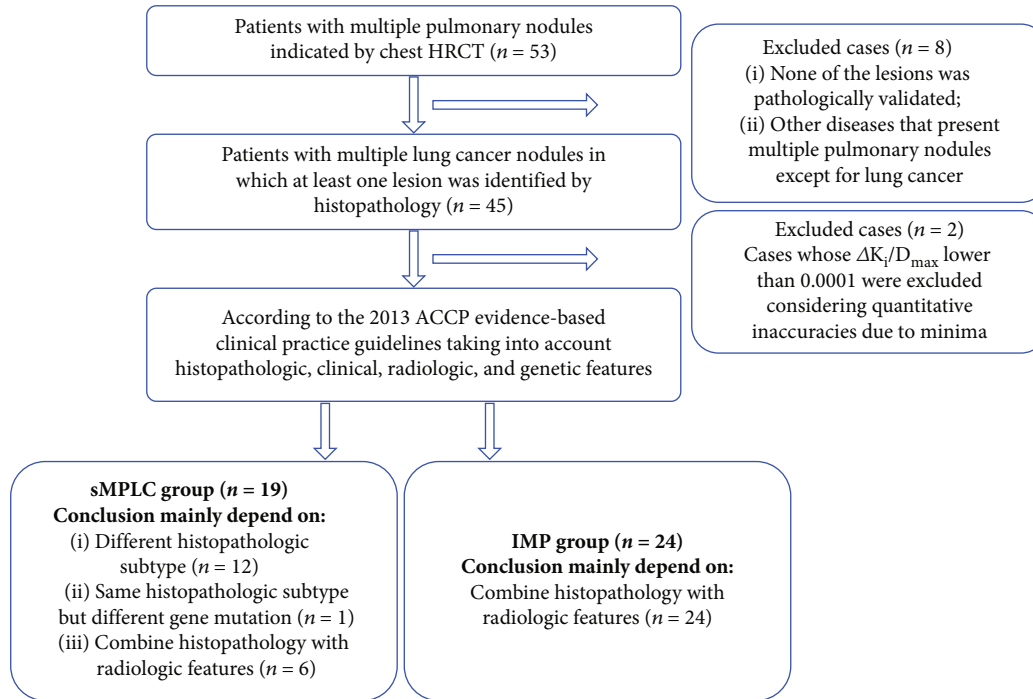 Patients with multiple pulmonary nodules
indicated by chest HRCT (n = 53)
Excluded cases (n = 8)
(i) None of the lesions was
pathologically validated;
(ii) Other diseases that present
multiple pulmonary nodules
except for lung cancer
Patients with multiple lung cancer nodules in
which at least one lesion was identified by
histopathology (n = 45)
Excluded cases (n = 2)
Cases whose ΔKi/Dmax lower
than 0.0001 were excluded
considering quantitative
inaccuracies due to minima
According to the 2013 ACCP evidence-based
clinical practice guidelines taking into account
histopathologic, clinical, radiologic, and genetic features
sMPLC group (n = 19)
Conclusion mainly depend on:
(i) Different histopathologic
subtype (n = 12)
(ii) Same histopathologic subtype
but different gene mutation (n = 1)
(iii) Combine histopathology with
radiologic features (n = 6)
IMP group (n = 24)
Conclusion mainly depend on:
Combine histopathology with
radiologic features (n = 24)